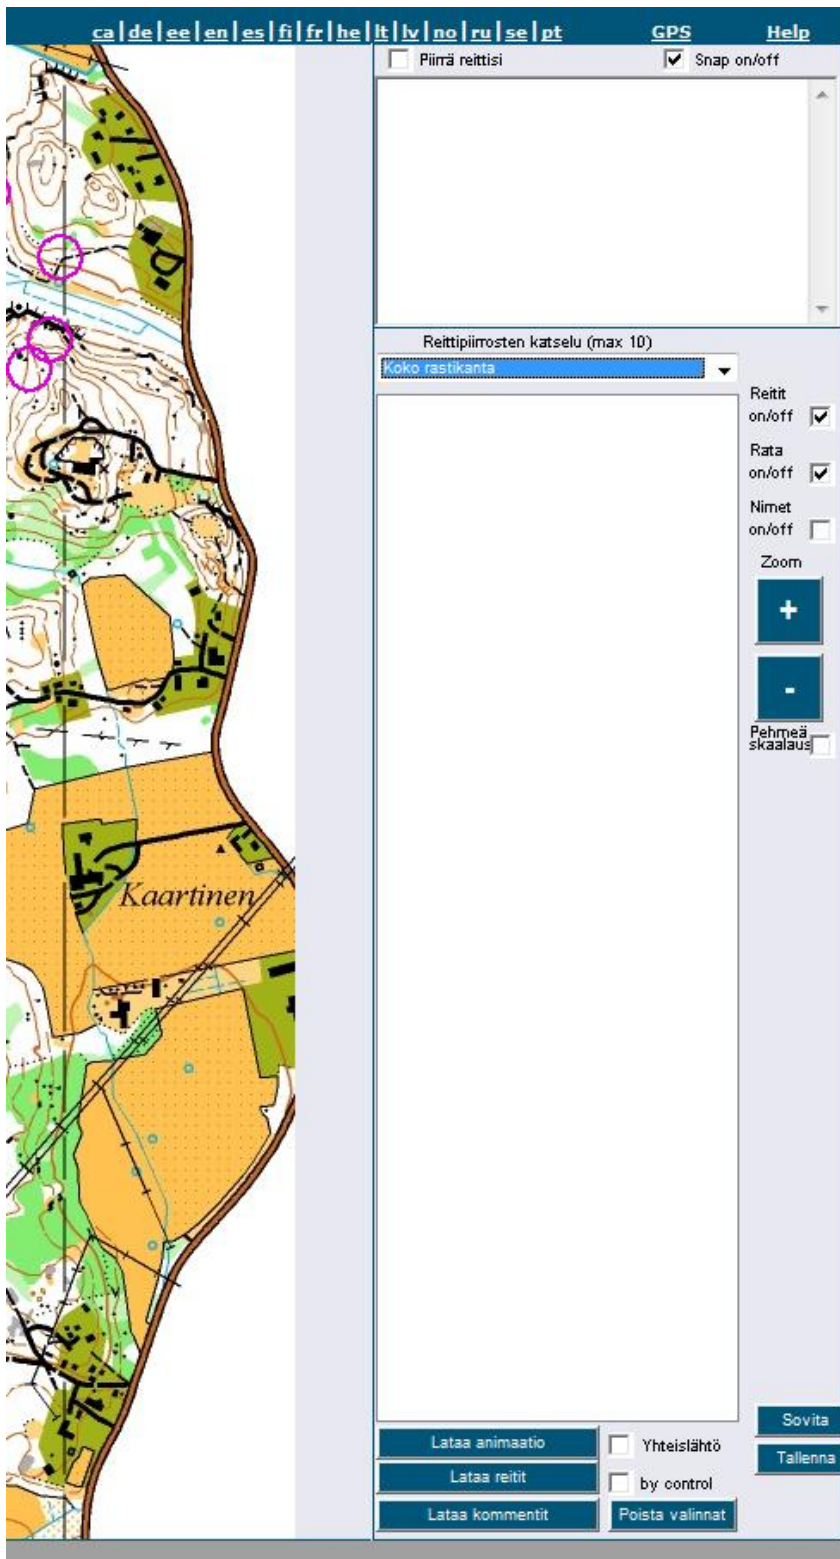 ca|de|ee|en|es|fi|fr|he|lt|lv|no|ru|se|pt GPS Help
Piirrä reittisi Snap on/off
Reittipiirrosten katselu (max 10)
Koko rastikanta
Reitit
on/off
Rata
on/off
Nimet
on/off
Zoom
+
-
Pehmeä
skaalaus
Kaartinen
Sovita
Lataa animaatio Yhteislähtö
Tallenna
Lataa reitit by control
Lataa kommentit Poista valinnat